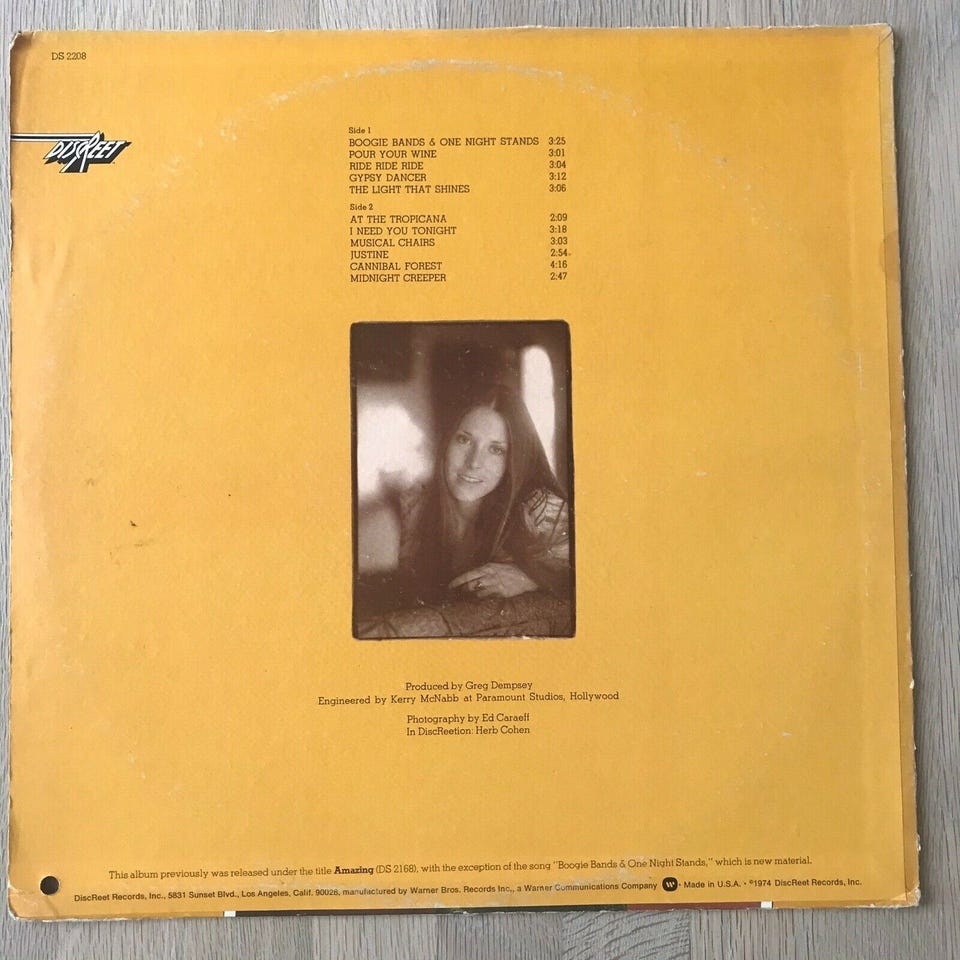 DS 2208
DISCREET
Side 1
BOOGIE BANDS & ONE NIGHT STANDS 3:25
POUR YOUR WINE 3:01
RIDE RIDE RIDE 3:04
GYPSY DANCER 3:12
THE LIGHT THAT SHINES 3:06
Side 2
AT THE TROPICANA 2:09
I NEED YOU TONIGHT 3:18
MUSICAL CHAIRS 3:03
JUSTINE 2:54
CANNIBAL FOREST 4:16
MIDNIGHT CREEPER 2:47
Produced by Greg Dempsey
Engineered by Kerry McNabb at Paramount Studios, Hollywood
Photography by Ed Caraeff
In DiscReetion: Herb Cohen
This album previously was released under the title Amazing (DS 2168), with the exception of the song "Boogie Bands & One Night Stands," which is new material.
DiscReet Records, Inc., 5831 Sunset Blvd., Los Angeles, Calif. 90028, manufactured by Warner Bros. Records Inc., a Warner Communications Company W • Made in U.S.A. • ©1974 DiscReet Records, Inc.